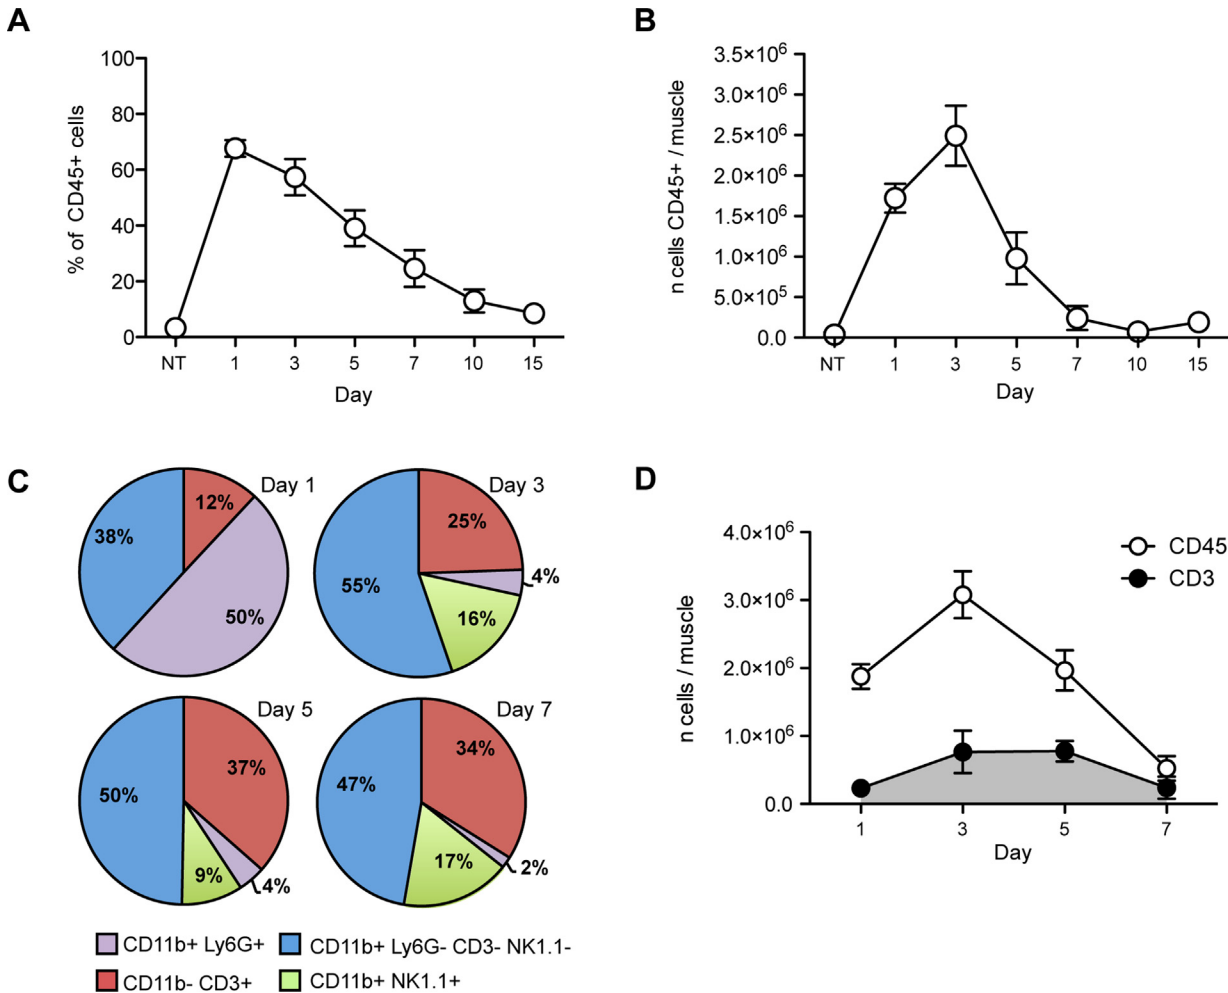 A
100
80
60
40
20
0
% of CD45+ cells
NT 1 3 5 7 10 15
Day
B
3.5×10⁶
3.0×10⁶
2.5×10⁶
2.0×10⁶
1.5×10⁶
1.0×10⁶
5.0×10⁵
0.0
n cells CD45+ / muscle
NT 1 3 5 7 10 15
Day
C
Day 1
12%
38%
50%
Day 3
25%
4%
55%
16%
Day 5
37%
50%
9%
4%
Day 7
34%
47%
17%
2%
CD11b+ Ly6G+
CD11b+ Ly6G- CD3- NK1.1-
CD11b- CD3+
CD11b+ NK1.1+
D
4.0×10⁶
3.0×10⁶
2.0×10⁶
1.0×10⁶
0.0
n cells / muscle
CD45
CD3
1 3 5 7
Day